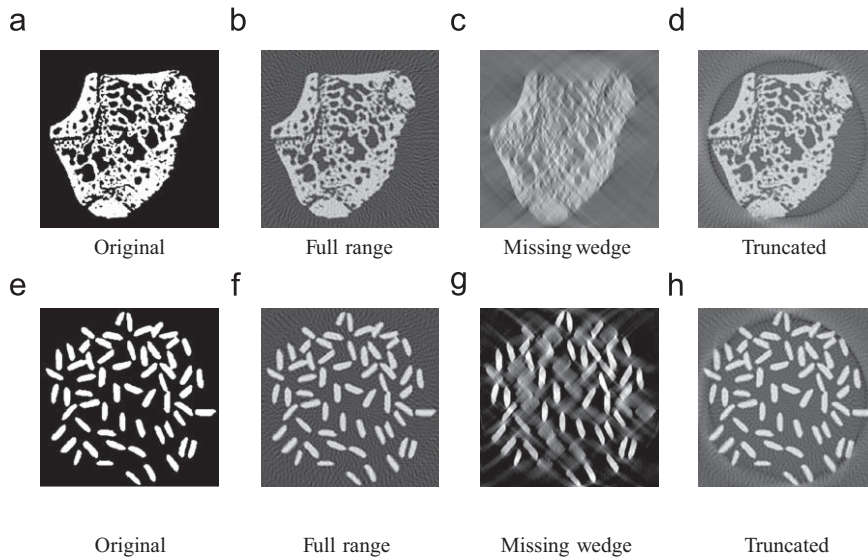 a b c d
Original Full range Missing wedge Truncated
e f g h
Original Full range Missing wedge Truncated